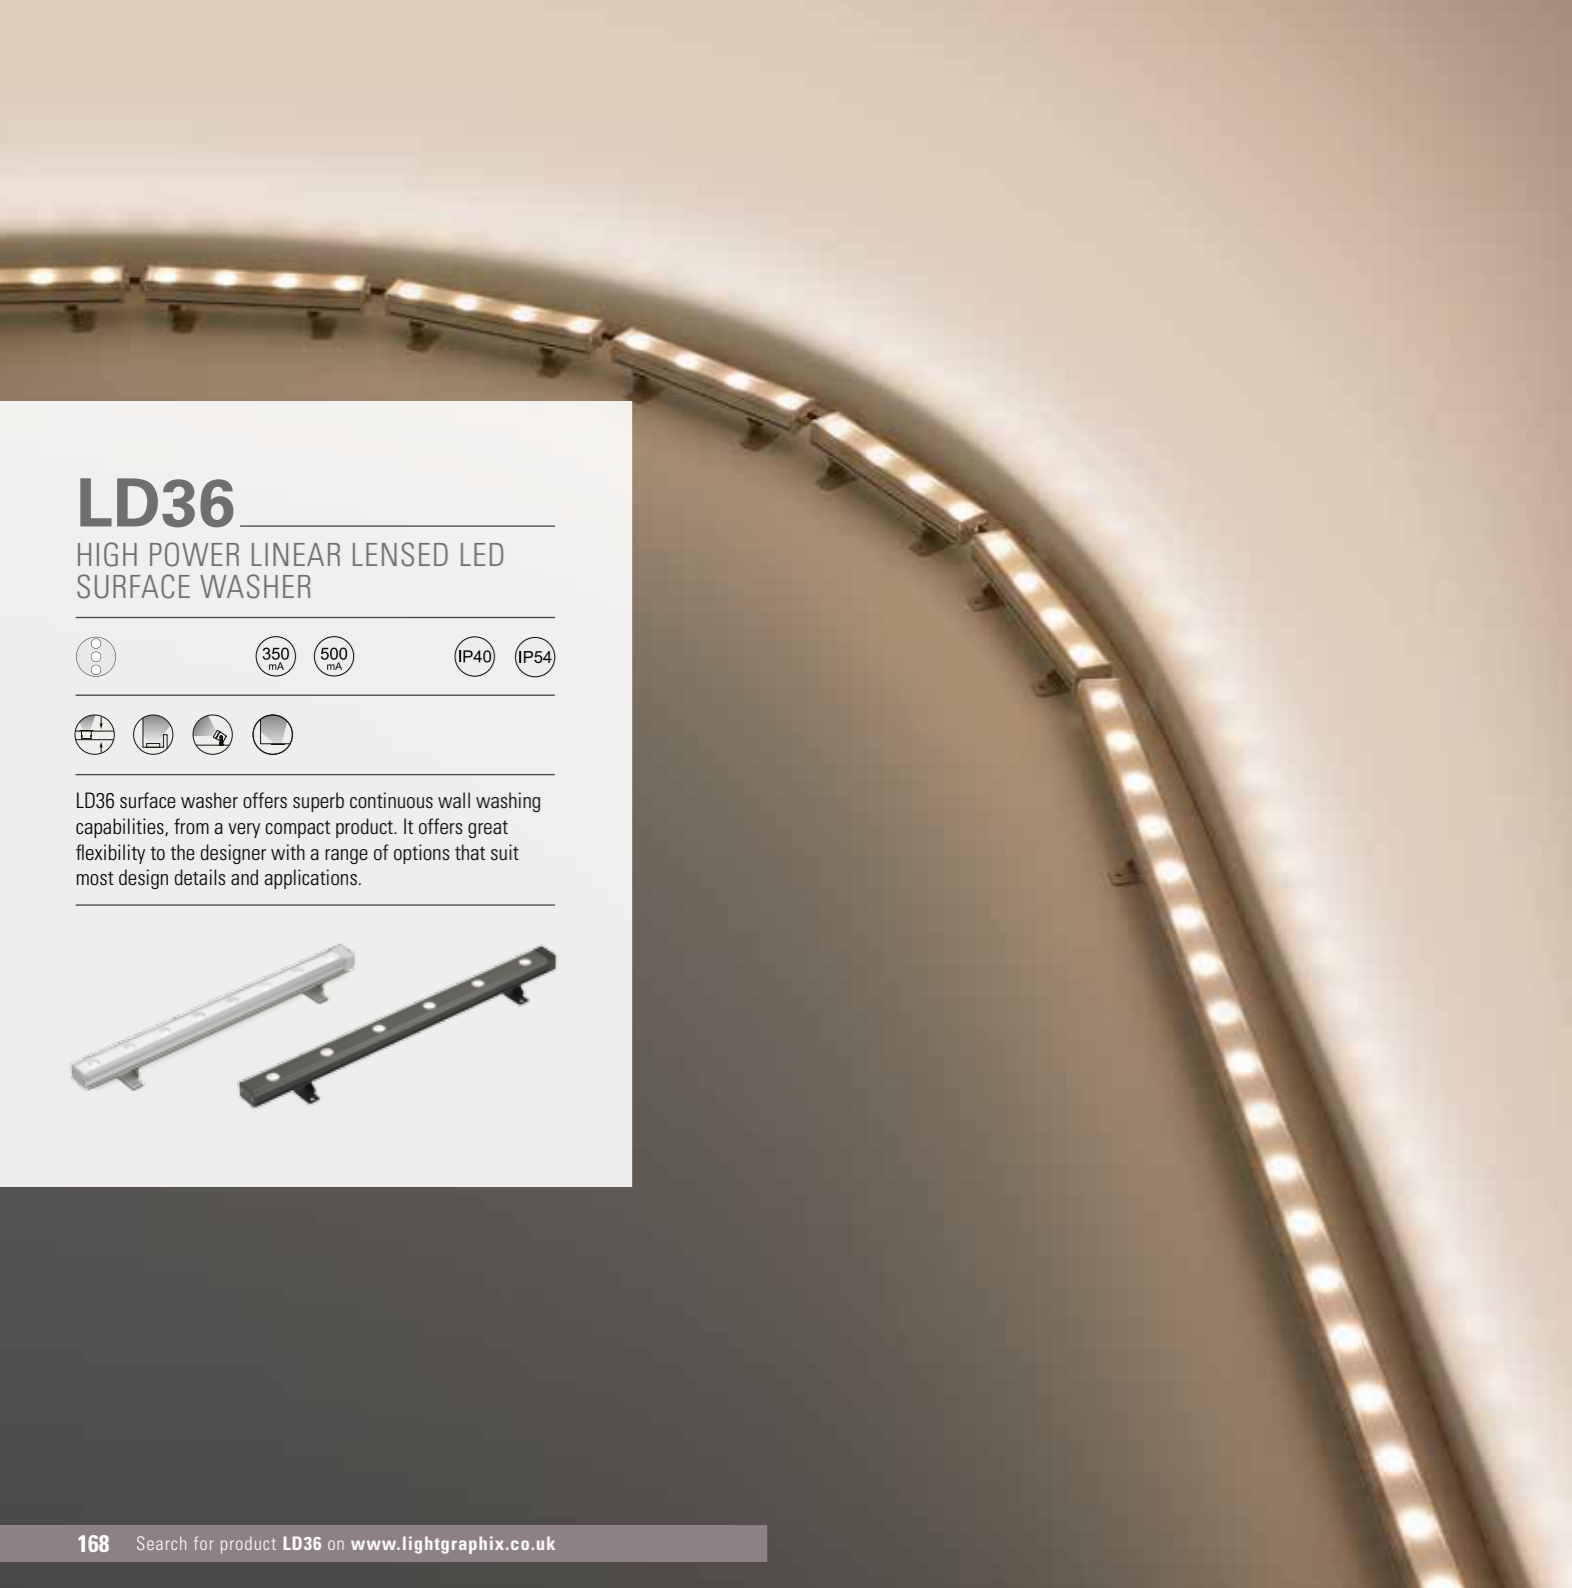 LD36
HIGH POWER LINEAR LENSED LED
SURFACE WASHER
350 mA 500 mA IP40 IP54
LD36 surface washer offers superb continuous wall washing
capabilities, from a very compact product. It offers great
flexibility to the designer with a range of options that suit
most design details and applications.
168 Search for product LD36 on www.lightgraphix.co.uk